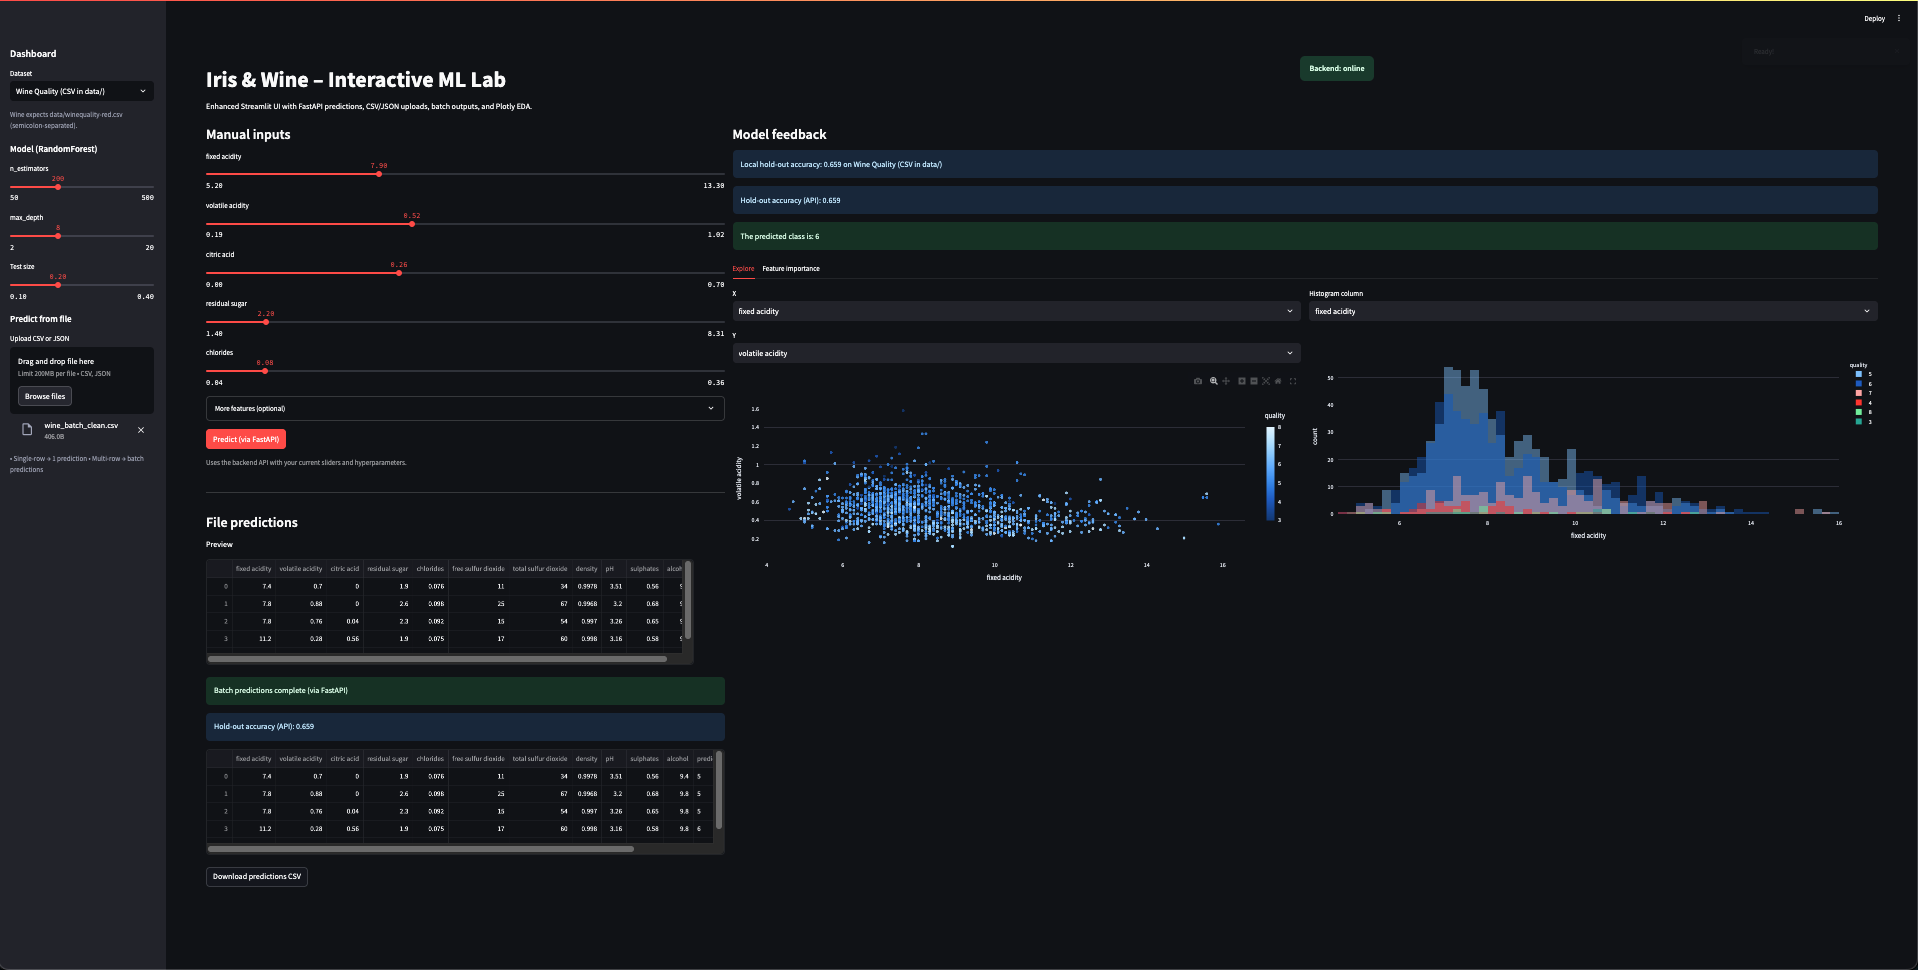 Deploy
Dashboard
Dataset
Wine Quality (CSV in data/)
Wine expects data/winequality-red.csv
(semicolon-separated).
Model (RandomForest)
n_estimators
200
50 500
max_depth
8
2 20
Test size
0.20
0.10 0.40
Predict from file
Upload CSV or JSON
Drag and drop file here
Limit 200MB per file • CSV, JSON
Browse files
wine_batch_clean.csv
406.0B
• Single-row → 1 prediction • Multi-row → batch
predictions
Iris & Wine – Interactive ML Lab
Backend: online
Enhanced Streamlit UI with FastAPI predictions, CSV/JSON uploads, batch outputs, and Plotly EDA.
Manual inputs
fixed acidity
7.90
5.20 13.30
volatile acidity
0.52
0.19 1.02
citric acid
0.26
0.00 0.70
residual sugar
2.20
1.40 8.31
chlorides
0.08
0.04 0.36
More features (optional)
Predict (via FastAPI)
Uses the backend API with your current sliders and hyperparameters.
File predictions
Preview
fixed acidity volatile acidity citric acid residual sugar chlorides free sulfur dioxide total sulfur dioxide density pH sulphates alcoh
0 7.4 0.7 0 1.9 0.076 11 34 0.9978 3.51 0.56 9
1 7.8 0.88 0 2.6 0.098 25 67 0.9968 3.2 0.68 9
2 7.8 0.76 0.04 2.3 0.092 15 54 0.997 3.26 0.65 9
3 11.2 0.28 0.56 1.9 0.075 17 60 0.998 3.16 0.58 9
Batch predictions complete (via FastAPI)
Hold-out accuracy (API): 0.659
fixed acidity volatile acidity citric acid residual sugar chlorides free sulfur dioxide total sulfur dioxide density pH sulphates alcohol predi
0 7.4 0.7 0 1.9 0.076 11 34 0.9978 3.51 0.56 9.4 5
1 7.8 0.88 0 2.6 0.098 25 67 0.9968 3.2 0.68 9.8 5
2 7.8 0.76 0.04 2.3 0.092 15 54 0.997 3.26 0.65 9.8 5
3 11.2 0.28 0.56 1.9 0.075 17 60 0.998 3.16 0.58 9.8 6
Download predictions CSV
Model feedback
Local hold-out accuracy: 0.659 on Wine Quality (CSV in data/)
Hold-out accuracy (API): 0.659
The predicted class is: 6
Explore Feature importance
X
fixed acidity
Y
volatile acidity
quality
8
7
6
5
4
3
volatile acidity
1.6
1.4
1.2
1
0.8
0.6
0.4
0.2
4 6 8 10 12 14 16
fixed acidity
Histogram column
fixed acidity
quality
5
6
7
4
8
3
count
50
40
30
20
10
0
6 8 10 12 14 16
fixed acidity